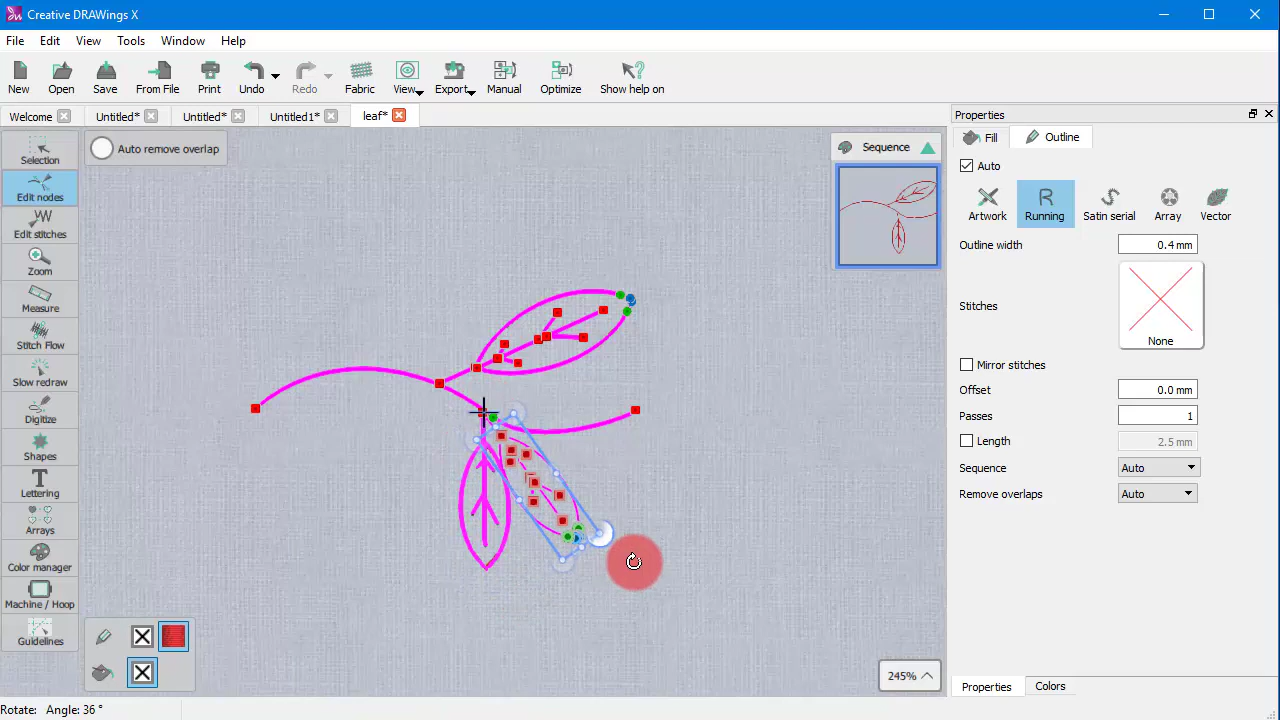 Creative DRAWings X
File Edit View Tools Window Help
New Open Save From File Print Undo Redo Fabric View Export Manual Optimize Show help on
Welcome Untitled* Untitled* Untitled1* leaf*
Properties
Selection
Auto remove overlap
Sequence
Fill Outline
Auto
Edit nodes
R
Artwork Running Satin serial Array Vector
Edit stitches
Outline width 0.4 mm
Zoom
Measure
Stitches
None
Stitch Flow
Mirror stitches
Slow redraw
Offset 0.0 mm
Digitize
Passes 1
Length 2.5 mm
Shapes
Sequence Auto
Lettering
Remove overlaps Auto
Arrays
Color manager
Machine / Hoop
Guidelines
245%
Properties Colors
Rotate: Angle: 36 °